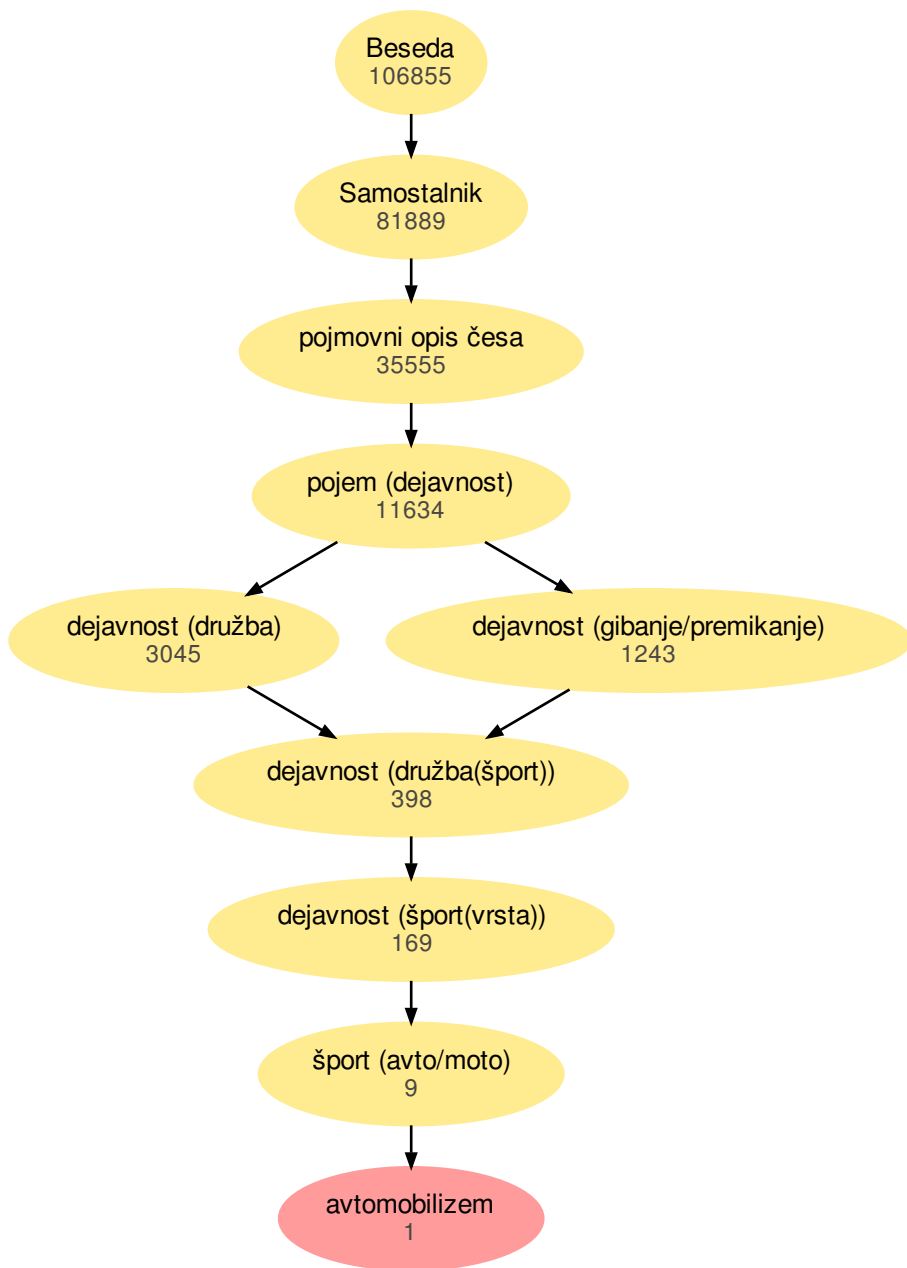 Beseda
106855
Samostalnik
81889
pojmovni opis česa
35555
pojem (dejavnost)
11634
dejavnost (družba)
3045
dejavnost (gibanje/premikanje)
1243
dejavnost (družba(šport))
398
dejavnost (šport(vrsta))
169
šport (avto/moto)
9
avtomobilizem
1